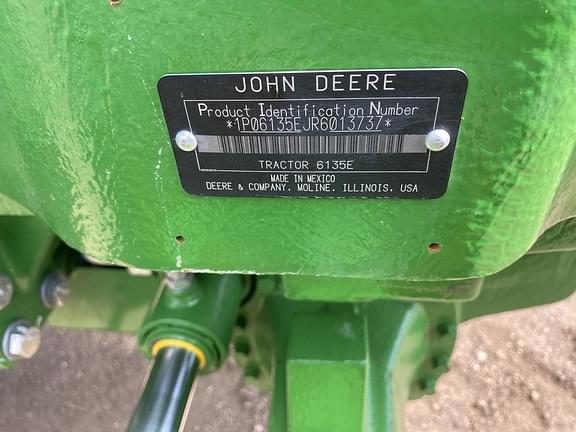 JOHN DEERE
Product Identification Number
*1P06135EJR6013737*
TRACTOR 6135E
MADE IN MEXICO
DEERE & COMPANY, MOLINE, ILLINOIS, USA